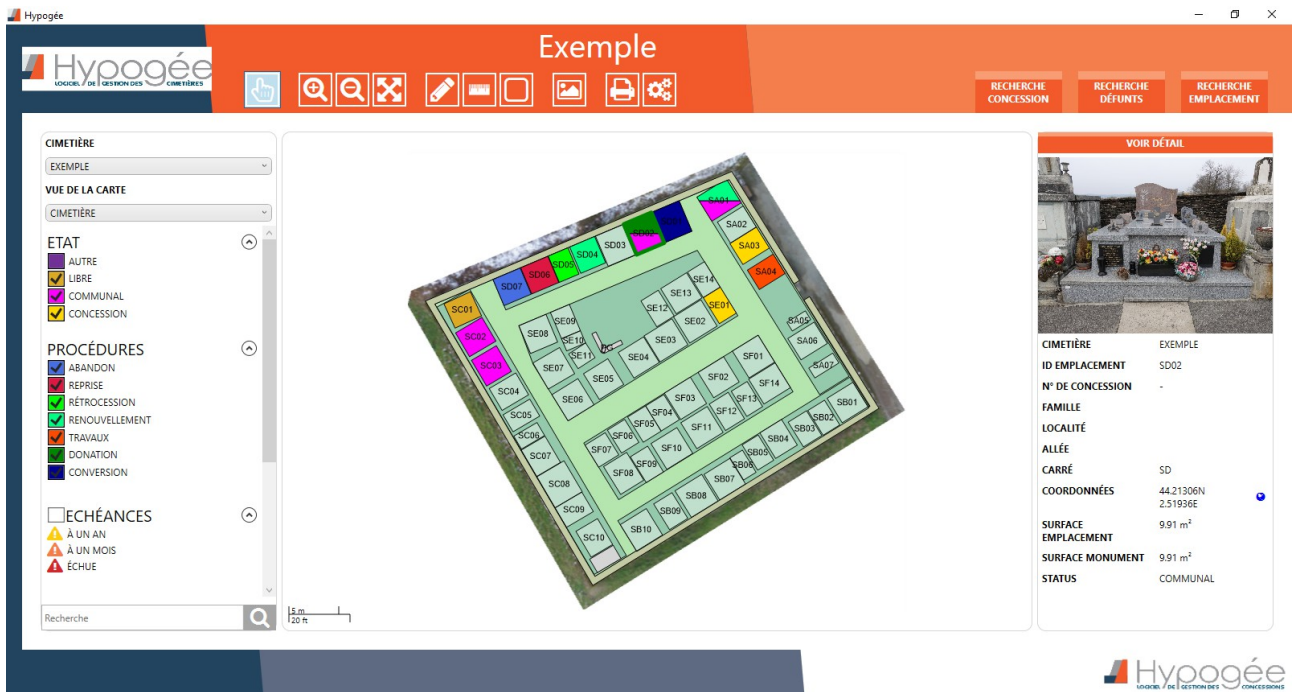 Hypogée
Exemple
Hypogée
LOGICIEL / DE GESTION DES CIMETIÈRES
RECHERCHE CONCESSION
RECHERCHE DÉFUNTS
RECHERCHE EMPLACEMENT
CIMETIÈRE
EXEMPLE
VUE DE LA CARTE
CIMETIÈRE
ETAT
AUTRE
LIBRE
COMMUNAL
CONCESSION
PROCÉDURES
ABANDON
REPRISE
RÉTROCESSION
RENOUVELLEMENT
TRAVAUX
DONATION
CONVERSION
ECHÉANCES
À UN AN
À UN MOIS
ÉCHUE
Recherche
SA01
SA02
SA03
SA04
SA05
SA06
SA07
SD02
SD03
SD04
SD05
SD06
SD07
SC01
SC02
SC03
SC04
SC05
SC06
SC07
SC08
SC09
SC10
SE14
SE13
SE12
SE01
SE02
SE03
SE04
SE05
SE06
SE07
SE08
SE09
SE10
SE11
SF01
SF02
SF03
SF04
SF05
SF06
SF07
SF08
SF09
SF10
SF11
SF12
SF13
SF14
SB01
SB02
SB03
SB04
SB05
SB06
SB07
SB08
SB09
SB10
5 m
20 ft
VOIR DÉTAIL
CIMETIÈRE EXEMPLE
ID EMPLACEMENT SD02
N° DE CONCESSION -
FAMILLE
LOCALITÉ
ALLÉE
CARRÉ SD
COORDONNÉES 44.21306N
2.51936E
SURFACE EMPLACEMENT 9.91 m²
SURFACE MONUMENT 9.91 m²
STATUS COMMUNAL
Hypogée
LOGICIEL / DE GESTION DES CONCESSIONS